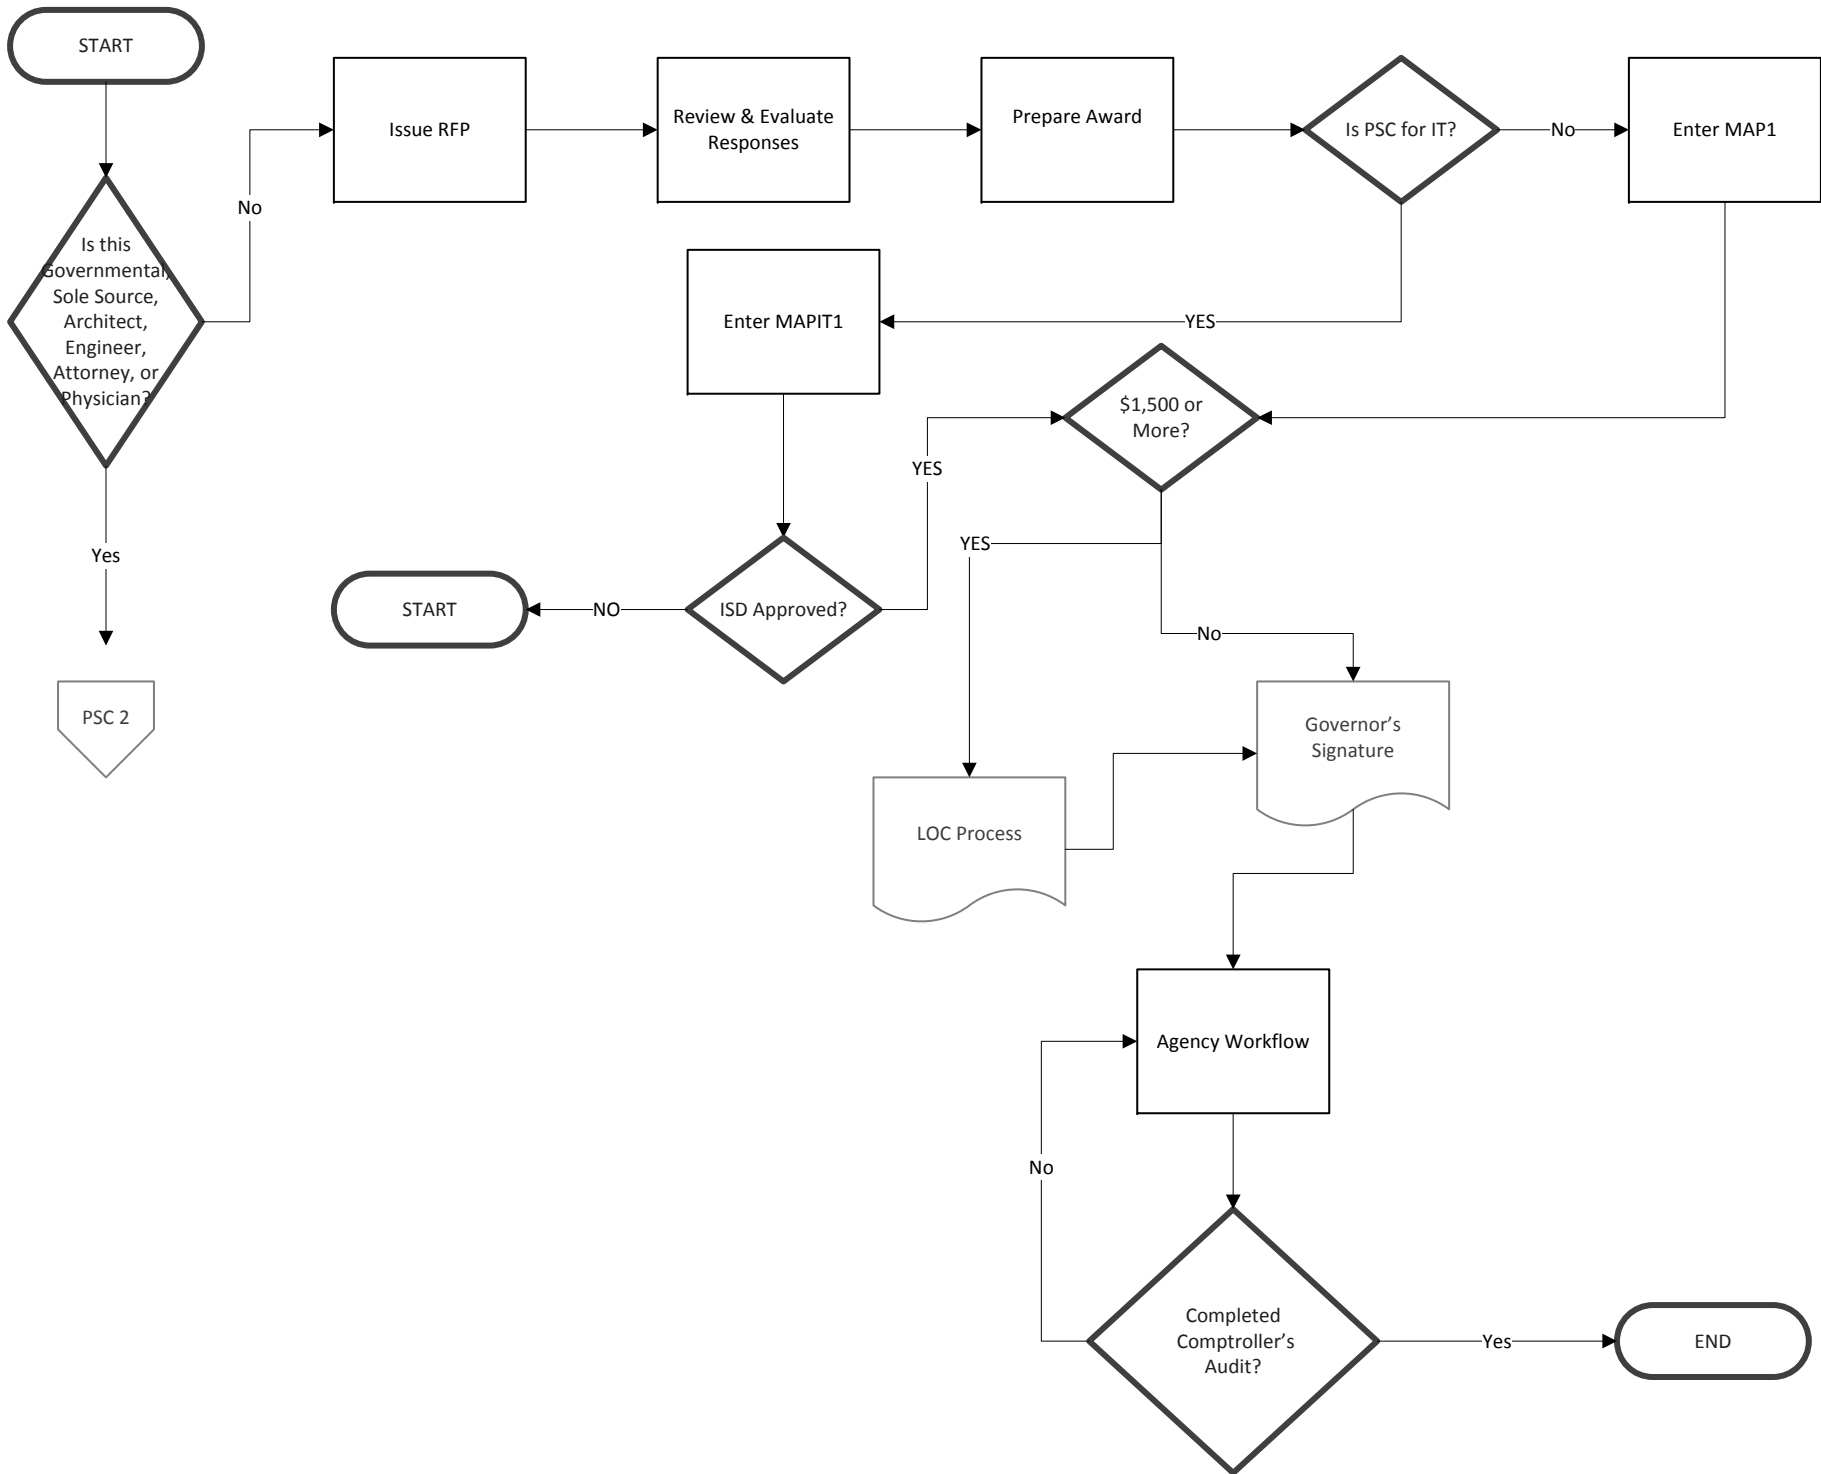 START
Is this
Governmental,
Sole Source,
Architect,
Engineer,
Attorney, or
Physician?
No
Yes
PSC 2
Issue RFP
Review & Evaluate
Responses
Prepare Award
Is PSC for IT?
No
Enter MAP1
YES
Enter MAPIT1
$1,500 or
More?
YES
ISD Approved?
NO
START
YES
No
Governor’s
Signature
LOC Process
Agency Workflow
No
Completed
Comptroller’s
Audit?
Yes
END